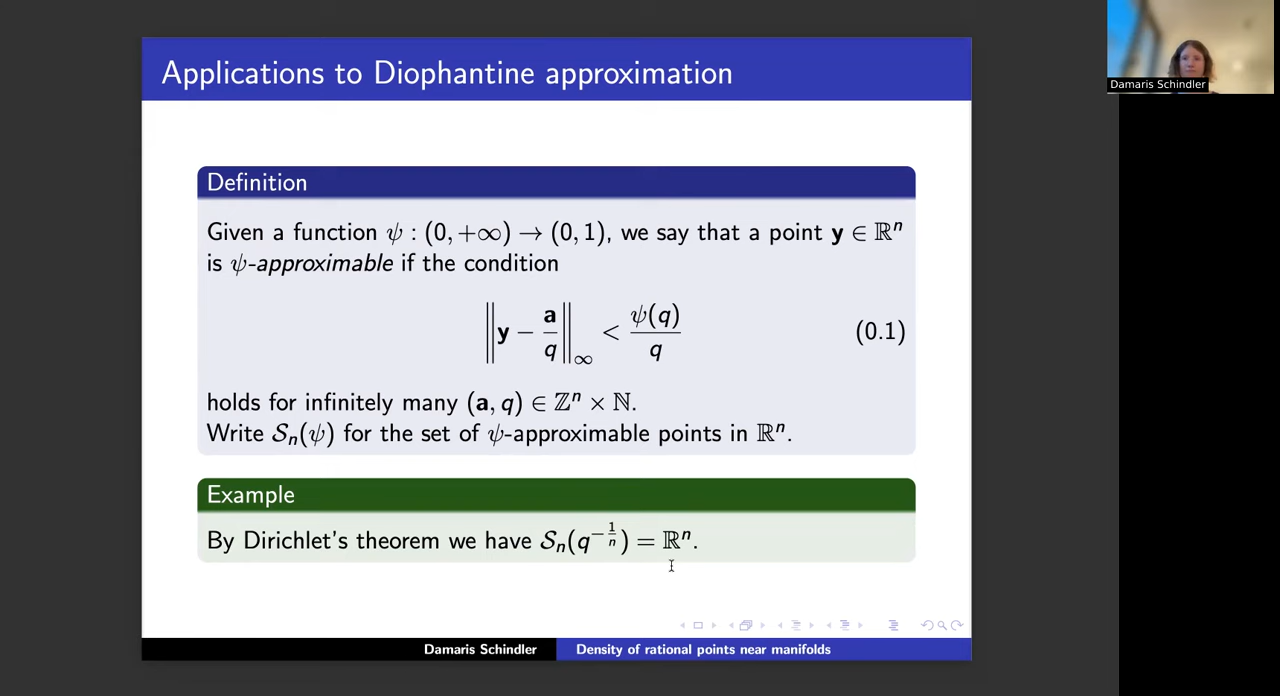 Applications to Diophantine approximation
Damaris Schindler
Definition
Given a function ψ : (0, +∞) → (0, 1), we say that a point y ∈ ℝⁿ
is ψ-approximable if the condition
‖y − a/q‖∞ < ψ(q)/q (0.1)
holds for infinitely many (a, q) ∈ ℤⁿ × ℕ.
Write 𝒮ₙ(ψ) for the set of ψ-approximable points in ℝⁿ.
Example
By Dirichlet's theorem we have 𝒮ₙ(q^{−1/n}) = ℝⁿ.
Damaris Schindler Density of rational points near manifolds